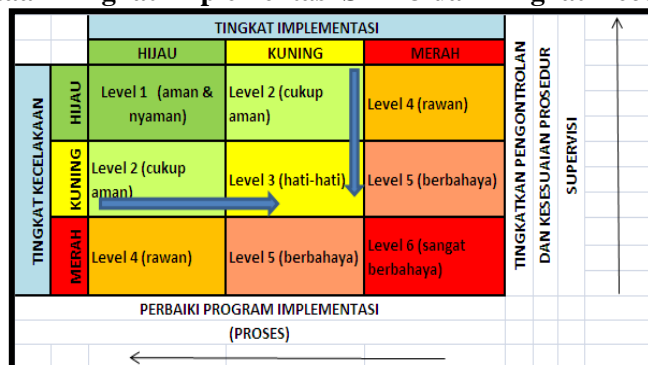 TINGKAT IMPLEMENTASI
HIJAU KUNING MERAH
TINGKAT KECELAKAAN
HIJAU
Level 1 (aman &
nyaman)
Level 2 (cukup
aman)
Level 4 (rawan)
KUNING
Level 2 (cukup
aman)
Level 3 (hati-hati)
Level 5 (berbahaya)
MERAH
Level 4 (rawan)
Level 5 (berbahaya)
Level 6 (sangat
berbahaya)
TINGKATKAN PENGONTROLAN
DAN KESESUAIAN PROSEDUR
SUPERVISI
PERBAIKI PROGRAM IMPLEMENTASI
(PROSES)